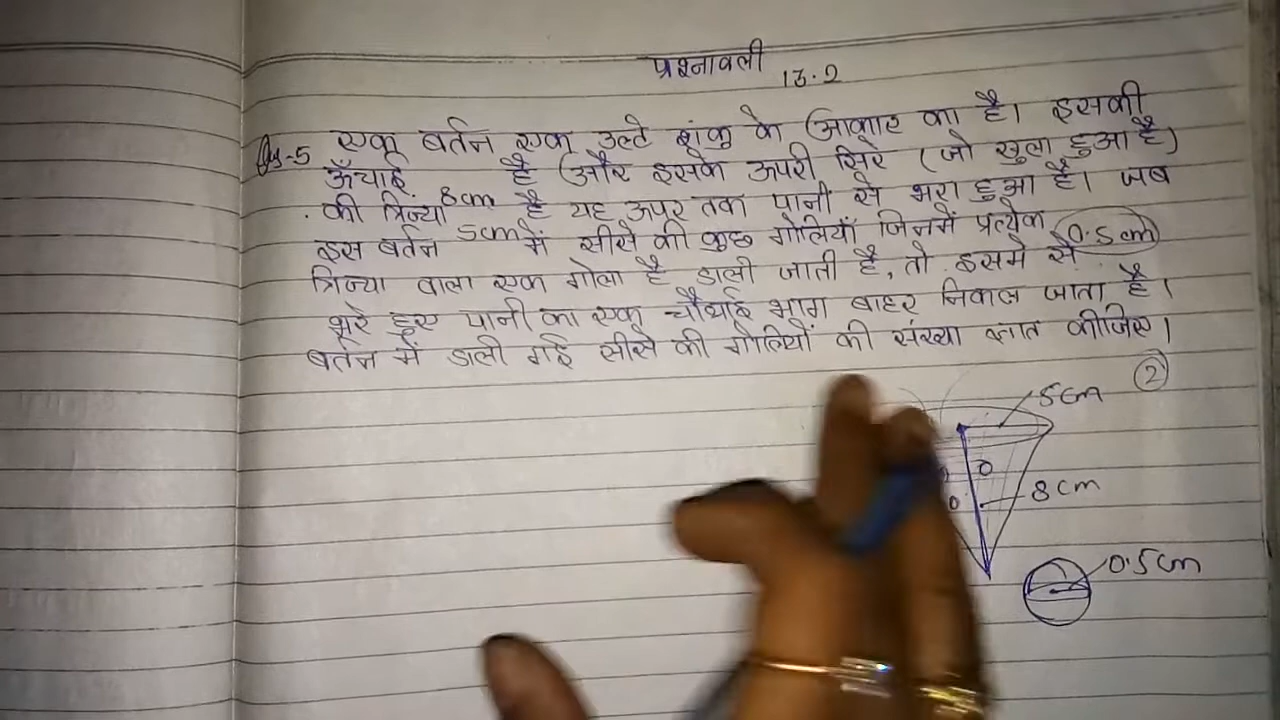 प्रश्नावली 13.2
Qu-5 एक बर्तन एक उल्टे शंकु के आकार का है। इसकी
ऊँचाई 8cm है और इसके ऊपरी सिरे (जो खुला हुआ है)
की त्रिज्या 5cm है यह ऊपर तक पानी से भरा हुआ है। जब
इस बर्तन में सीसे की कुछ गोलियाँ जिनमें प्रत्येक 0.5cm
त्रिज्या वाला एक गोला है डाली जाती है, तो इसमे से
भरे हुए पानी का एक चौथाई भाग बाहर निकल जाता है।
बर्तन में डाली गई सीसे की गोलियों की संख्या ज्ञात कीजिए।
2
5cm
8cm
0.5cm